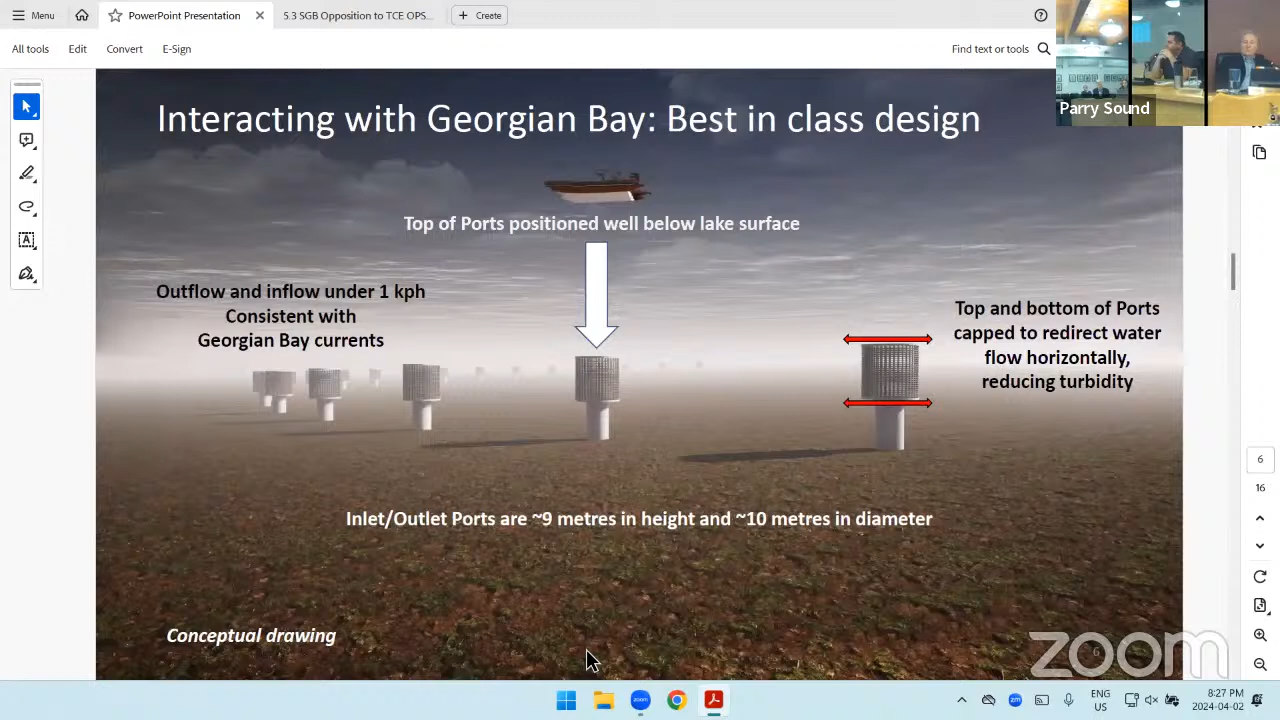 Menu
PowerPoint Presentation
5.3 SGB Opposition to TCE OPS...
Create
All tools
Edit
Convert
E-Sign
Find text or tools
Parry Sound
Interacting with Georgian Bay: Best in class design
Top of Ports positioned well below lake surface
Outflow and inflow under 1 kph
Consistent with
Georgian Bay currents
Top and bottom of Ports
capped to redirect water
flow horizontally,
reducing turbidity
Inlet/Outlet Ports are ~9 metres in height and ~10 metres in diameter
Conceptual drawing
6
6
16
zoom
zoom
zm
ENG
US
8:27 PM
2024-04-02